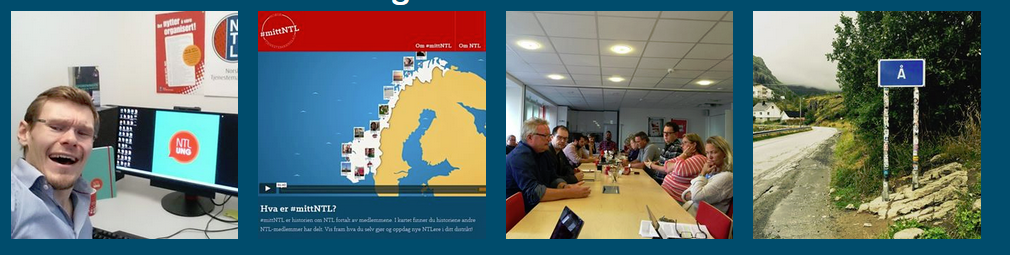 nytter
organisert!
N
T
L
NTL
UNG
#mittNTL
Om #mittNTL Om NTL
Hva er #mittNTL?
#mittNTL er historien om NTL fortalt av medlemmene. I kartet finner du historiene andre
NTL-medlemmer har delt. Vis fram hva du selv gjør og oppdag nye NTLere i ditt distrikt!
Å